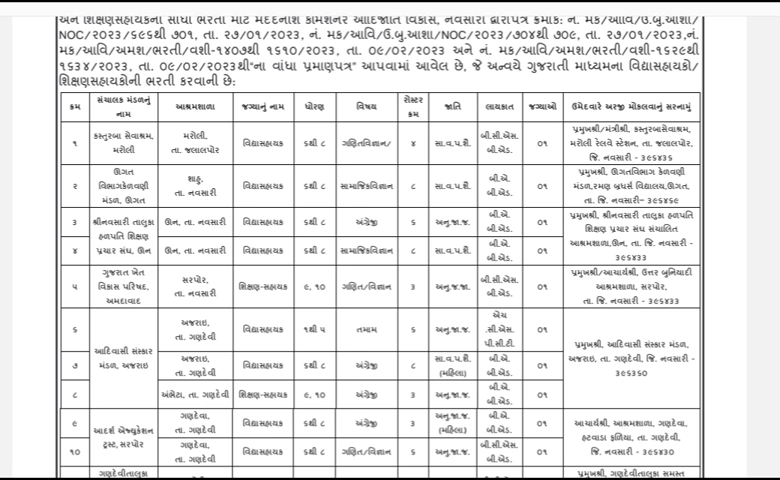 અને શિક્ષણસહાયકની સીધી ભરતી માટે મદદનીશ કમિશનર આદિજાતિ વિકાસ, નવસારી દ્વારાપત્ર ક્રમાંકઃ નં. મક/આવિ/ઉ.બુ.આશા/
NOC/૨૦૨૩/૬૯૬થી ૭૦૧, તા. ૨૭/૦૧/૨૦૨૩, નં. મક/આવિ/ઉ.બુ.આશા/NOC/૨૦૨૩/૭૦૪થી ૭૦૯, તા. ૨૭/૦૧/૨૦૨૩,નં.
મક/આવિ/અમશ/ભરતી/વશી-૧૪૦૭થી ૧૬૧૦/૨૦૨૩, તા. ૦૯/૦૨/૨૦૨૩ અને નં. મક/આવિ/અમશ/ભરતી/વશી-૧૬૨૯થી
૧૬૩૪/૨૦૨૩, તા. ૦૯/૦૨/૨૦૨૩થી"ના વાંધા પ્રમાણપત્ર" આપવામાં આવેલ છે, જે અન્વયે ગુજરાતી માધ્યમના વિદ્યાસહાયકો/
શિક્ષણસહાયકોની ભરતી કરવાની છેઃ
ક્રમ સંચાલક મંડળનું નામ આશ્રમશાળા જગ્યાનું નામ ધોરણ વિષય રોસ્ટર ક્રમ જાતિ લાયકાત જગ્યાઓ ઉમેદવારે અરજી મોકલવાનું સરનામું
૧ કસ્તુરબા સેવાશ્રમ, મરોલી મરોલી, તા. જલાલપોર વિદ્યાસહાયક ૬થી ૮ ગણિતવિજ્ઞાન/ ૪ સા.વ.પ.શૈ. બી.સી.એસ. બી.એડ. ૦૧ પ્રમુખશ્રી/મંત્રીશ્રી, કસ્તુરબાસેવાશ્રમ, મરોલી રેલવે સ્ટેશન, તા. જલાલપોર, જિ. નવસારી - ૩૯૬૪૩૬
૨ ઊગત વિભાગકેળવણી મંડળ, ઊગત શાહુ, તા. નવસારી વિદ્યાસહાયક ૬થી ૮ સામાજિકવિજ્ઞાન ૮ સા.વ.પ.શૈ. બી.એ. બી.એડ. ૦૧ પ્રમુખશ્રી, ઊગતવિભાગ કેળવણી મંડળ,રમણ બ્રધર્સ વિદ્યાલય,ઊગત, તા. જિ. નવસારી– ૩૯૬૪૬૯
૩ શ્રીનવસારી તાલુકા હળપતિ શિક્ષણ પ્રચાર સંઘ, ઊન ઊન, તા. નવસારી વિદ્યાસહાયક ૬થી ૮ અંગ્રેજી ૬ અનુ.જા.જ. બી.એ. બી.એડ. ૦૧ પ્રમુખશ્રી, શ્રીનવસારી તાલુકા હળપતિ શિક્ષણ પ્રચાર સંઘ સંચાલિત આશ્રમશાળા,ઊન, તા. જિ. નવસારી - ૩૯૬૪૩૩
૪ ઊન, તા. નવસારી વિદ્યાસહાયક ૬થી ૮ સામાજિકવિજ્ઞાન ૮ સા.વ.પ.શૈ. બી.એ. બી.એડ. ૦૧
૫ ગુજરાત ખેત વિકાસ પરિષદ, અમદાવાદ સરપોર, તા. નવસારી શિક્ષણ-સહાયક ૯, ૧૦ ગણિત/વિજ્ઞાન ૩ અનુ.જ.જા. બી.સી.એસ. બી.એડ. ૦૧ પ્રમુખશ્રી/આચાર્યશ્રી, ઉત્તર બુનિયાદી આશ્રમશાળા, સરપોર, તા. જિ. નવસારી - ૩૯૬૪૩૩
૬ આદિવાસી સંસ્કાર મંડળ, અજરાઇ અજરાઇ, તા. ગણદેવી વિદ્યાસહાયક ૧થી ૫ તમામ ૬ અનુ.જા.જ. એચ .સી.એસ. પી.સી.ટી. ૦૧ પ્રમુખશ્રી, આદિવાસી સંસ્કાર મંડળ, અજરાઇ, તા. ગણદેવી, જિ. નવસારી - ૩૯૬૩૬૦
૭ અજરાઇ, તા. ગણદેવી વિદ્યાસહાયક ૬થી ૮ અંગ્રેજી ૮ સા.વ.પ.શૈ. (મહિલા) બી.એ. બી.એડ. ૦૧
૮ અંભેટા, તા. ગણદેવી શિક્ષણ-સહાયક ૯, ૧૦ અંગ્રેજી ૩ અનુ.જા.જ. બી.એ. બી.એડ. ૦૧
૯ આદર્શ એજ્યુકેશન ટ્રસ્ટ, સરપોર ગણદેવા, તા. ગણદેવી વિદ્યાસહાયક ૬થી ૮ અંગ્રેજી ૩ અનુ.જા.જ. (મહિલા) બી.એ. બી.એડ. ૦૧ આચાર્યશ્રી, આશ્રમશાળા, ગણદેવા, હટવાડા ફળિયા, તા. ગણદેવી, જિ. નવસારી - ૩૯૬૪૩૦
૧૦ ગણદેવા, તા. ગણદેવી વિદ્યાસહાયક ૬થી ૮ ગણિત/વિજ્ઞાન ૬ અનુ.જા.જ. બી.સી.એસ. બી.એડ. ૦૧
ગણદેવીતાલુકા પ્રમુખશ્રી, ગણદેવીતાલુકા સમસ્ત